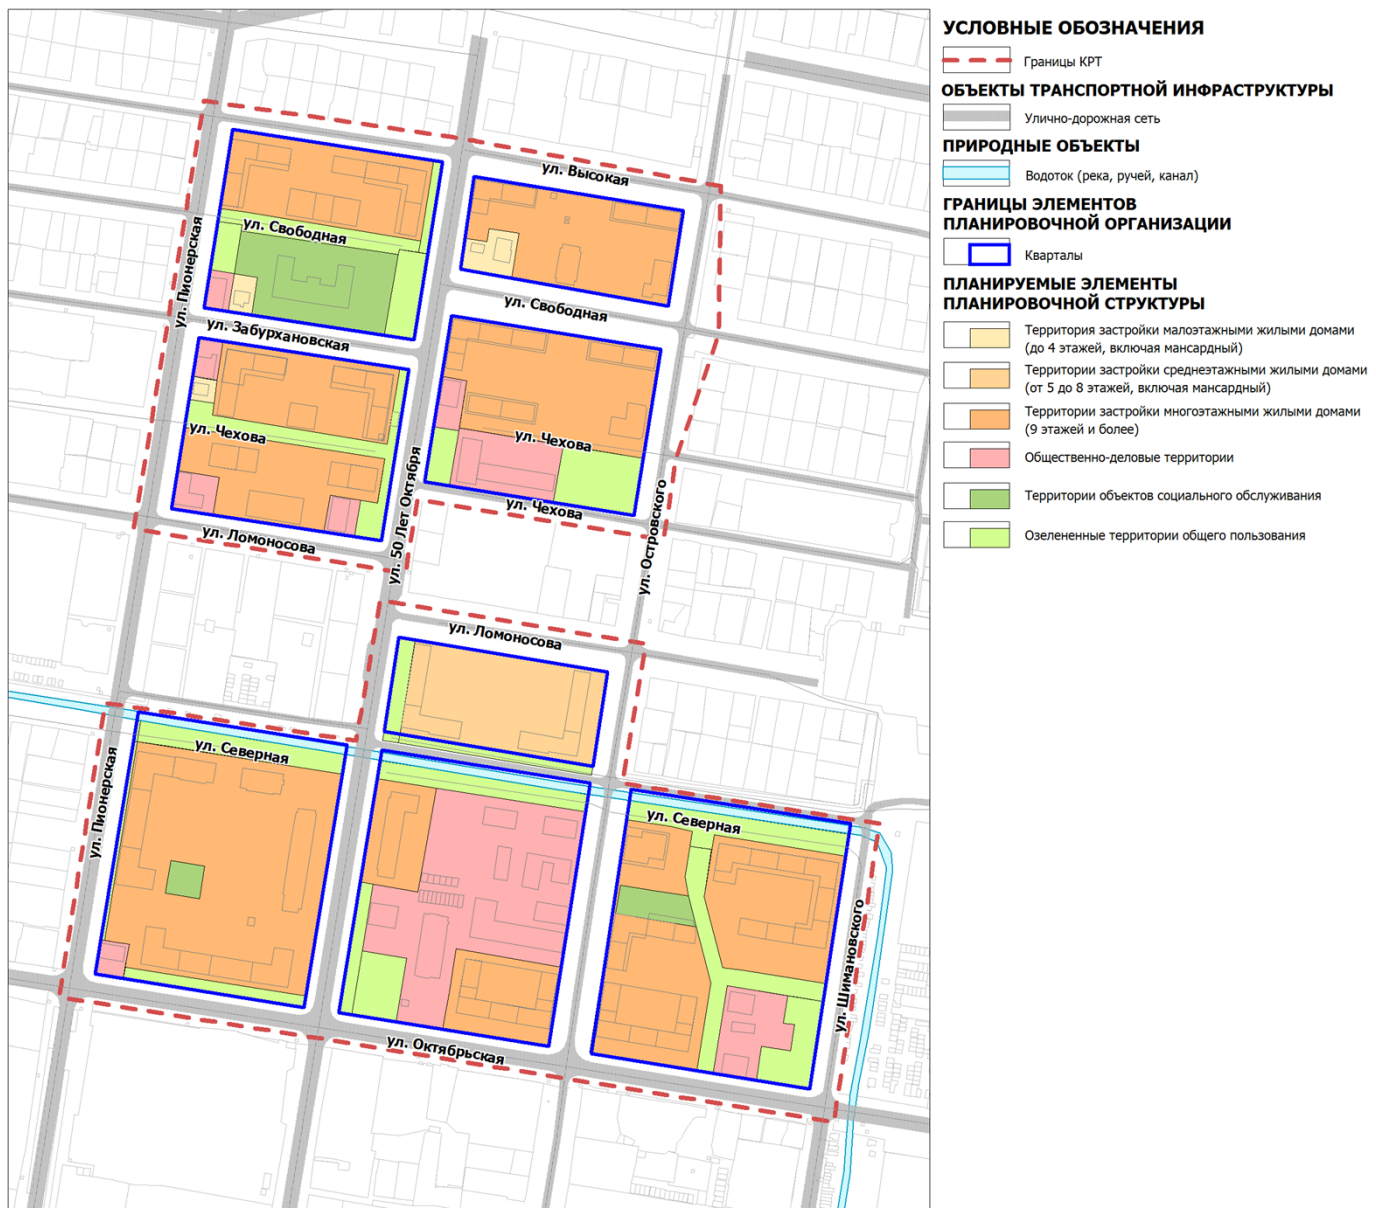 ул. Высокая
ул. Свободная
ул. Пионерская
ул. Свободная
ул. Забурхановская
ул. Чехова
ул. Чехова
ул. 50 Лет Октября
ул. Островского
ул. Чехова
ул. Ломоносова
ул. Ломоносова
ул. Северная
ул. Пионерская
ул. Северная
ул. Шимановского
ул. Октябрьская
УСЛОВНЫЕ ОБОЗНАЧЕНИЯ
Границы КРТ
ОБЪЕКТЫ ТРАНСПОРТНОЙ ИНФРАСТРУКТУРЫ
Улично-дорожная сеть
ПРИРОДНЫЕ ОБЪЕКТЫ
Водоток (река, ручей, канал)
ГРАНИЦЫ ЭЛЕМЕНТОВ
ПЛАНИРОВОЧНОЙ ОРГАНИЗАЦИИ
Кварталы
ПЛАНИРУЕМЫЕ ЭЛЕМЕНТЫ
ПЛАНИРОВОЧНОЙ СТРУКТУРЫ
Территория застройки малоэтажными жилыми домами
(до 4 этажей, включая мансардный)
Территории застройки среднеэтажными жилыми домами
(от 5 до 8 этажей, включая мансардный)
Территории застройки многоэтажными жилыми домами
(9 этажей и более)
Общественно-деловые территории
Территории объектов социального обслуживания
Озелененные территории общего пользования